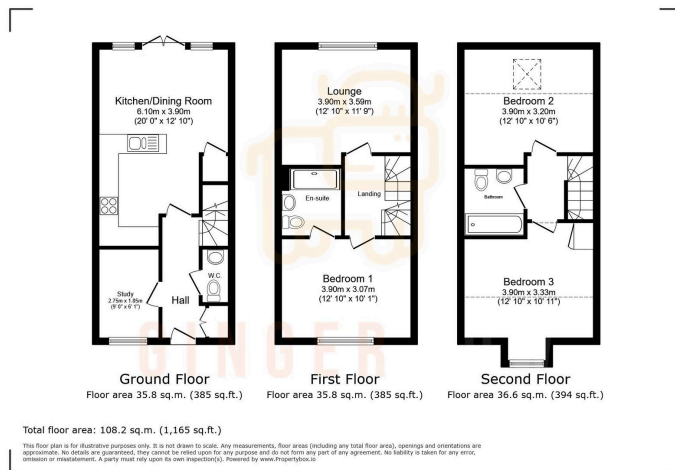 Kitchen/Dining Room
6.10m x 3.90m
(20' 0" x 12' 10")
Study
2.75m x 1.85m
(9' 0" x 6' 1")
Hall
W.C.
Ground Floor
Floor area 35.8 sq.m. (385 sq.ft.)
Lounge
3.90m x 3.59m
(12' 10" x 11' 9")
En-suite
Landing
Bedroom 1
3.90m x 3.07m
(12' 10" x 10' 1")
First Floor
Floor area 35.8 sq.m. (385 sq.ft.)
Bedroom 2
3.90m x 3.20m
(12' 10" x 10' 6")
Bathroom
Bedroom 3
3.90m x 3.33m
(12' 10" x 10' 11")
Second Floor
Floor area 36.6 sq.m. (394 sq.ft.)
GINGER
Total floor area: 108.2 sq.m. (1,165 sq.ft.)
This floor plan is for illustrative purposes only. It is not drawn to scale. Any measurements, floor areas (including any total floor area), openings and orientations are
approximate. No details are guaranteed, they cannot be relied upon for any purpose and do not form any part of any agreement. No liability is taken for any error,
omission or misstatement. A party must rely upon its own inspection(s). Powered by www.Propertybox.io